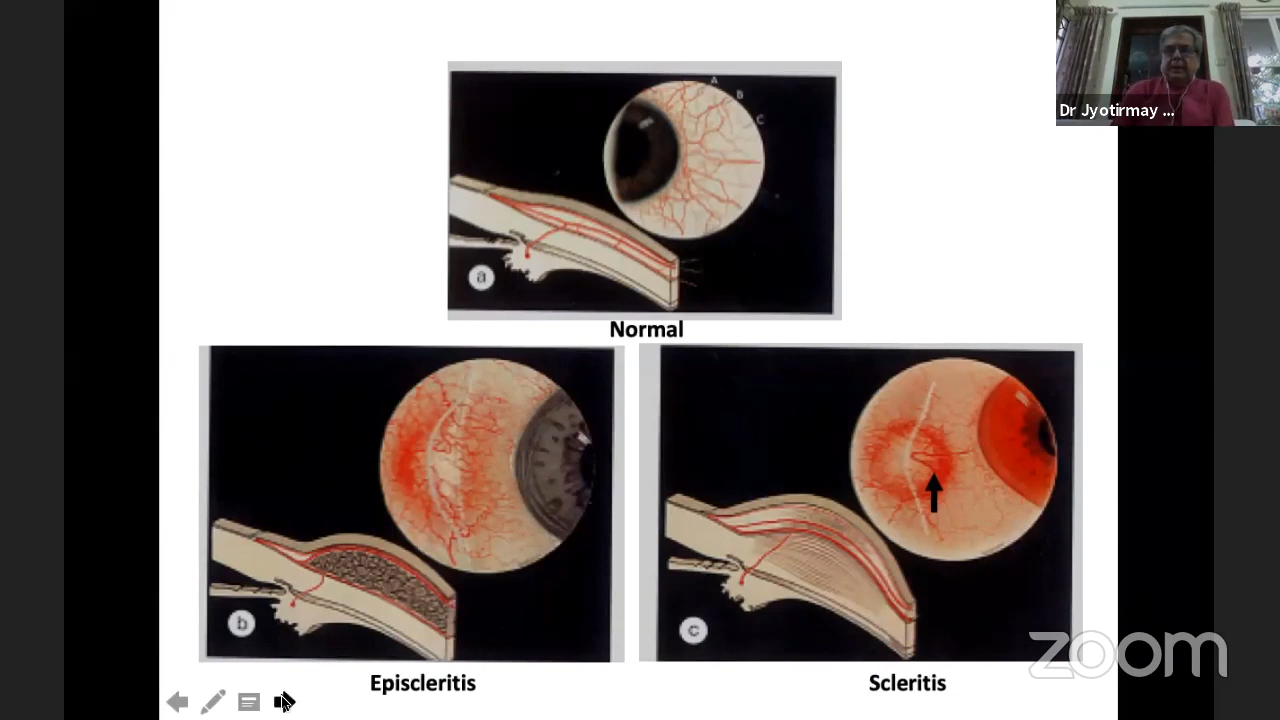 Dr Jyotirmay ...
A
B
C
a
Normal
b
c
zoom
Episcleritis
Scleritis